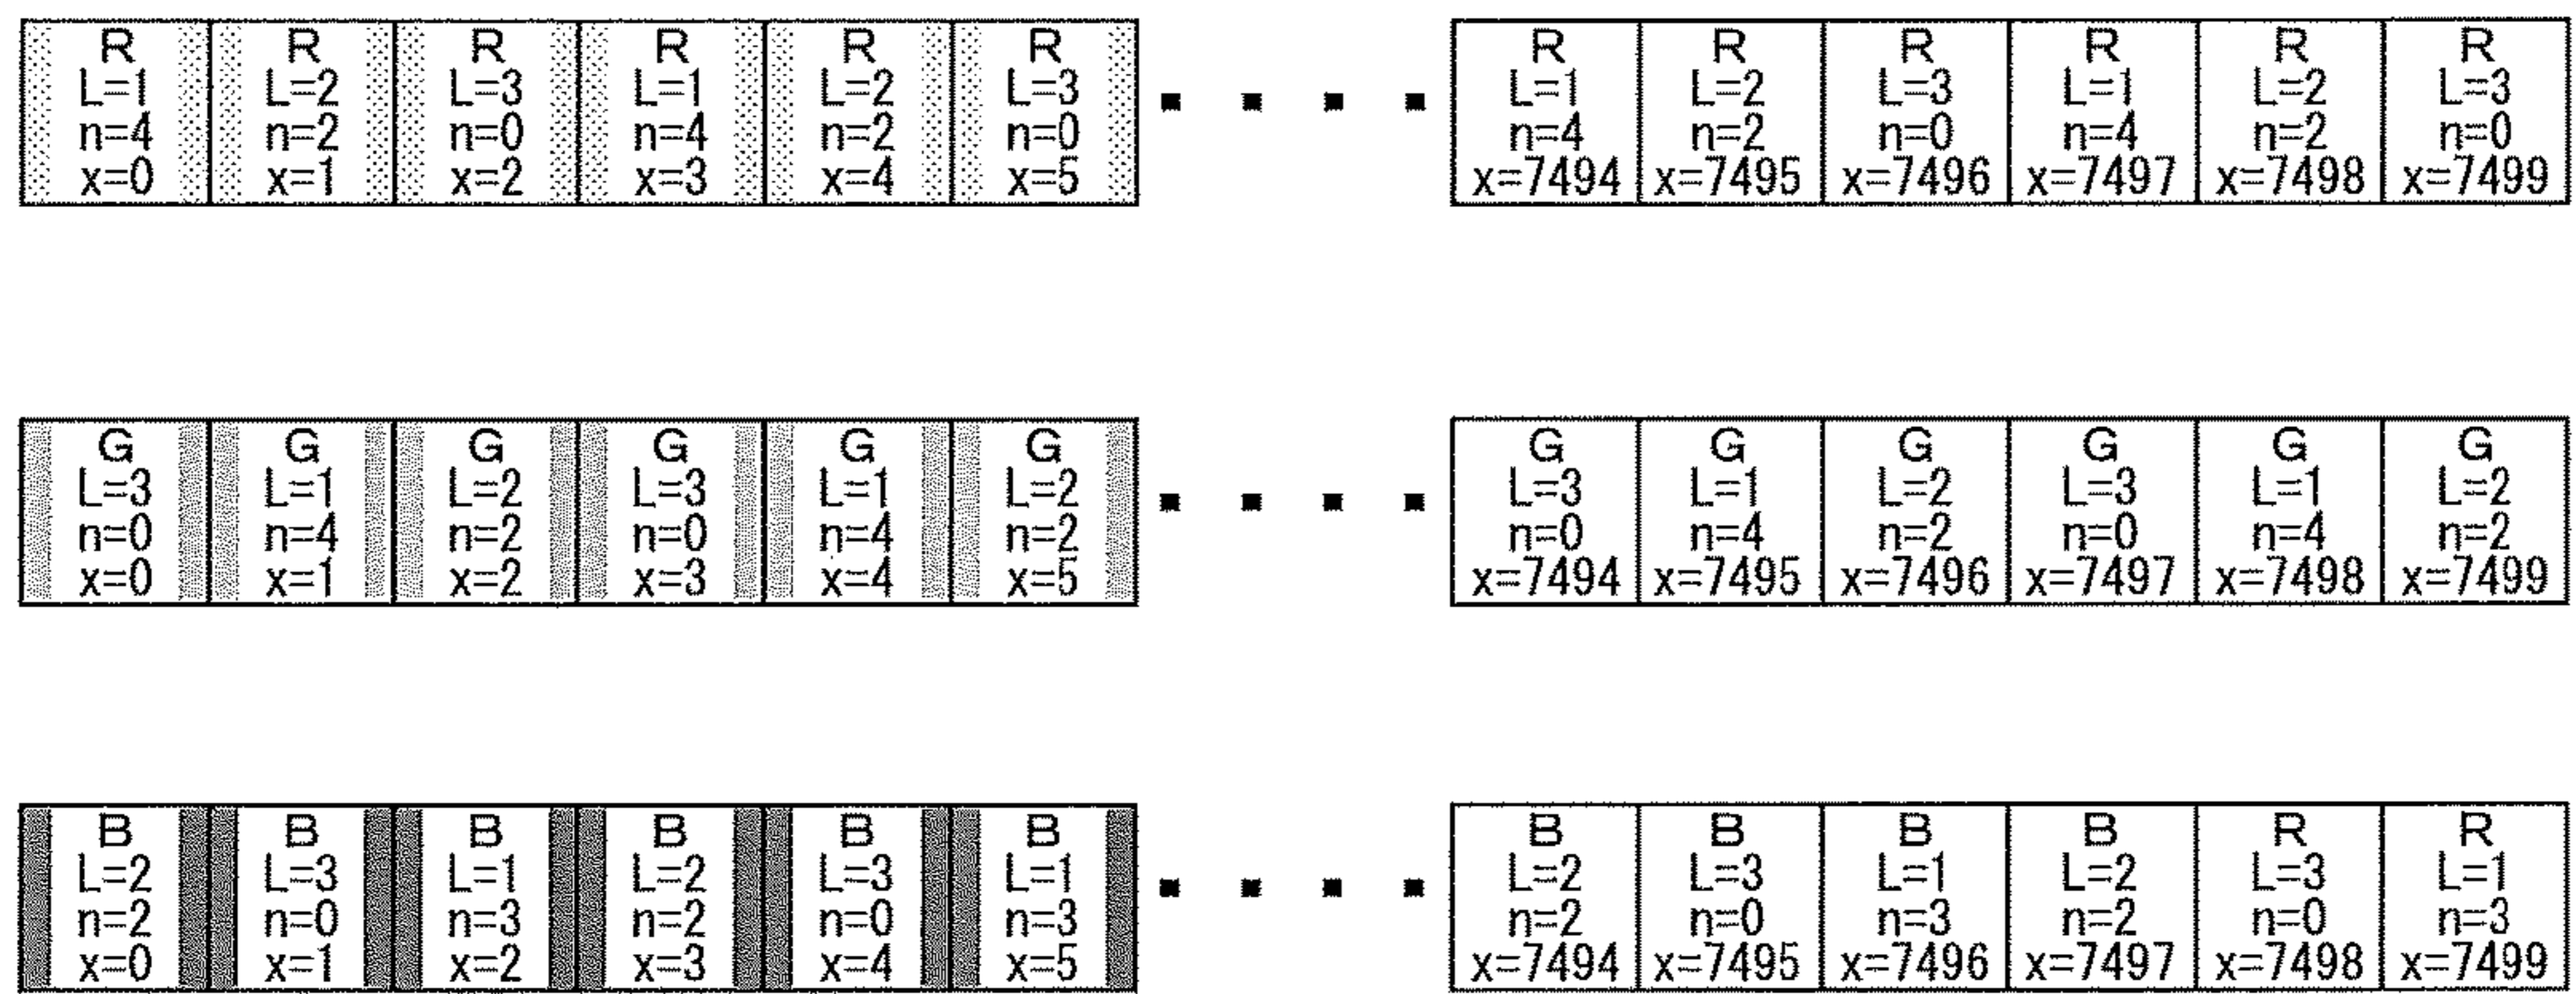 R R R R R R R R R R R R
L=1 L=2 L=3 L=1 L=2 L=3 L=1 L=2 L=3 L=1 L=2 L=3
n=4 n=2 n=0 n=4 n=2 n=0 n=4 n=2 n=0 n=4 n=2 n=0
x=0 x=1 x=2 x=3 x=4 x=5 x=7494 x=7495 x=7496 x=7497 x=7498 x=7499
G G G G G G G G G G G G
L=3 L=1 L=2 L=3 L=1 L=2 L=3 L=1 L=2 L=3 L=1 L=2
n=0 n=4 n=2 n=0 n=4 n=2 n=0 n=4 n=2 n=0 n=4 n=2
x=0 x=1 x=2 x=3 x=4 x=5 x=7494 x=7495 x=7496 x=7497 x=7498 x=7499
B B B B B B B B B B R R
L=2 L=3 L=1 L=2 L=3 L=1 L=2 L=3 L=1 L=2 L=3 L=1
n=2 n=0 n=3 n=2 n=0 n=3 n=2 n=0 n=3 n=2 n=0 n=3
x=0 x=1 x=2 x=3 x=4 x=5 x=7494 x=7495 x=7496 x=7497 x=7498 x=7499